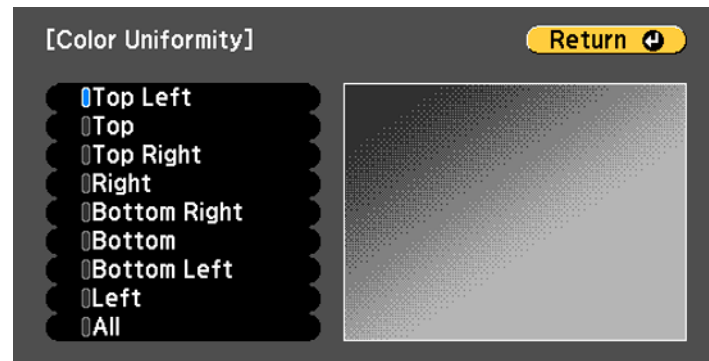 [Color Uniformity]
Return
Top Left
Top
Top Right
Right
Bottom Right
Bottom
Bottom Left
Left
All